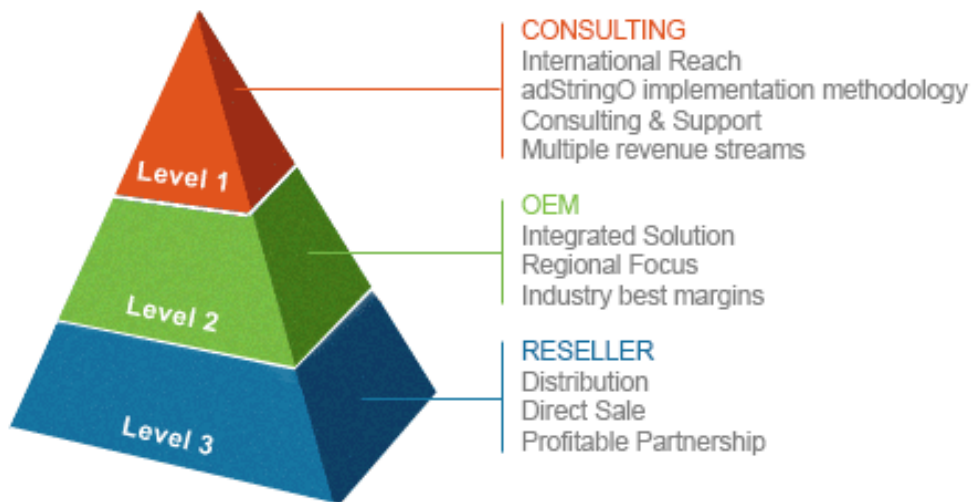 CONSULTING
International Reach
adStringO implementation methodology
Consulting & Support
Multiple revenue streams
Level 1
OEM
Integrated Solution
Regional Focus
Industry best margins
Level 2
RESELLER
Distribution
Direct Sale
Profitable Partnership
Level 3